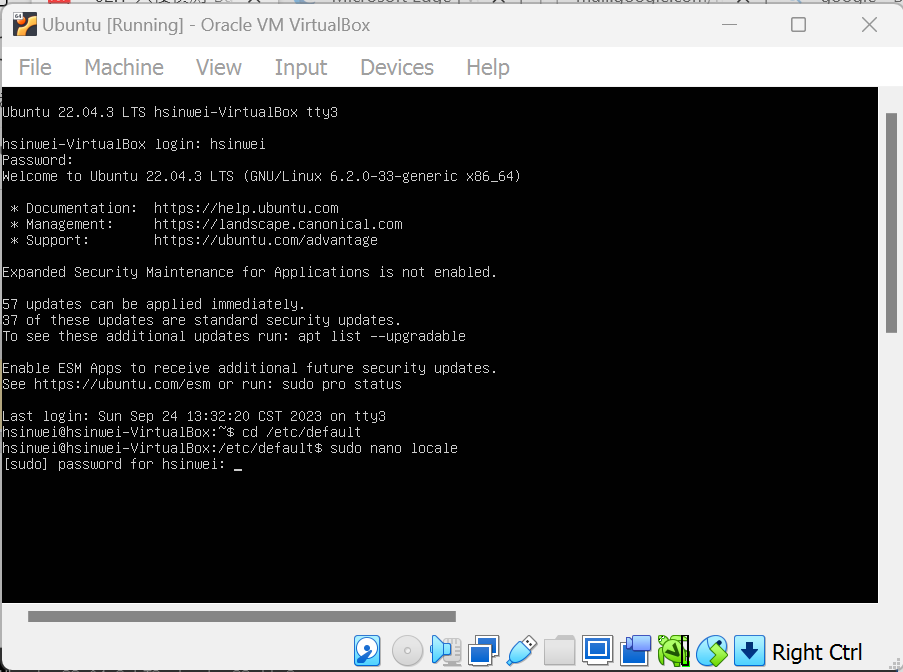 Ubuntu [Running] - Oracle VM VirtualBox
File Machine View Input Devices Help
Ubuntu 22.04.3 LTS hsinwei-VirtualBox tty3
hsinwei-VirtualBox login: hsinwei
Password:
Welcome to Ubuntu 22.04.3 LTS (GNU/Linux 6.2.0-33-generic x86_64)
* Documentation: https://help.ubuntu.com
* Management: https://landscape.canonical.com
* Support: https://ubuntu.com/advantage
Expanded Security Maintenance for Applications is not enabled.
57 updates can be applied immediately.
37 of these updates are standard security updates.
To see these additional updates run: apt list --upgradable
Enable ESM Apps to receive additional future security updates.
See https://ubuntu.com/esm or run: sudo pro status
Last login: Sun Sep 24 13:32:20 CST 2023 on tty3
hsinwei@hsinwei-VirtualBox:~$ cd /etc/default
hsinwei@hsinwei-VirtualBox:/etc/default$ sudo nano locale
[sudo] password for hsinwei: _
Right Ctrl